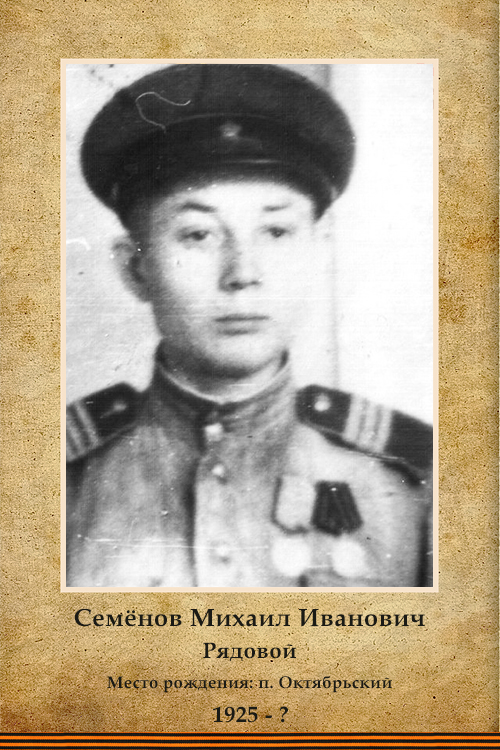 Семёнов Михаил Иванович
Рядовой
Место рождения: п. Октябрьский
1925 - ?